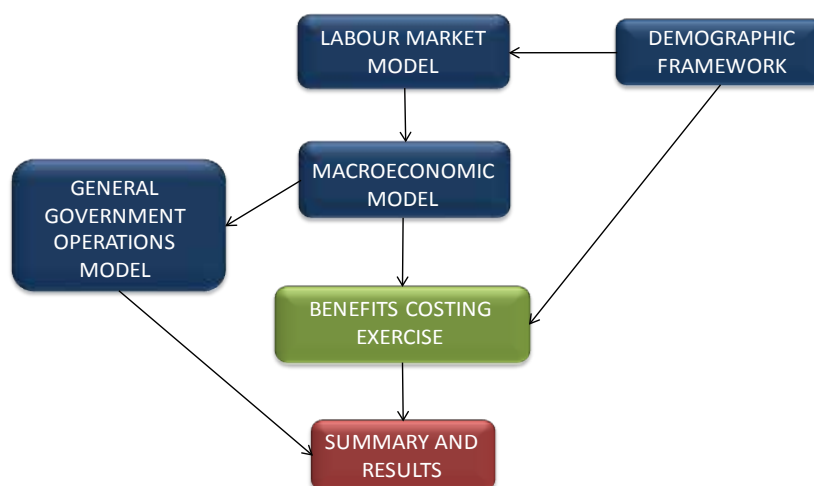 LABOUR MARKET
MODEL
DEMOGRAPHIC
FRAMEWORK
MACROECONOMIC
MODEL
GENERAL
GOVERNMENT
OPERATIONS
MODEL
BENEFITS COSTING
EXERCISE
SUMMARY AND
RESULTS